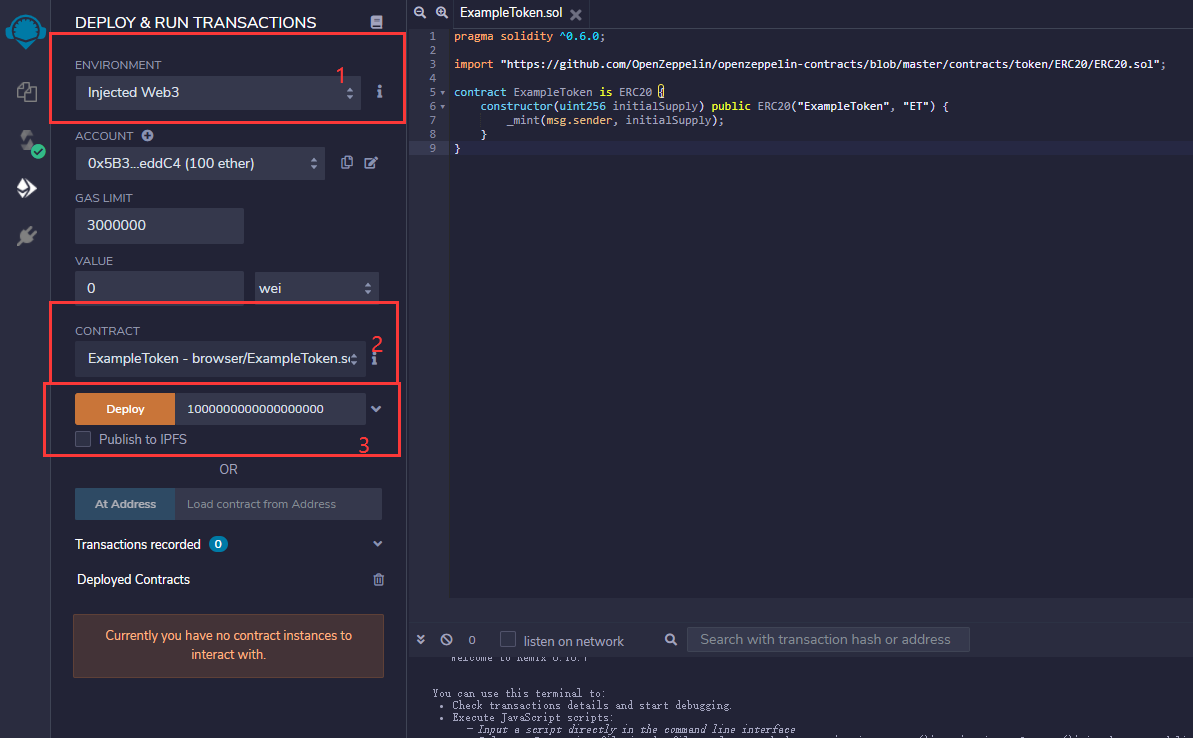 DEPLOY & RUN TRANSACTIONS
ENVIRONMENT
1
Injected Web3
ACCOUNT
0x5B3...eddC4 (100 ether)
GAS LIMIT
3000000
VALUE
0
wei
CONTRACT
2
ExampleToken - browser/ExampleToken.s
Deploy
1000000000000000000
Publish to IPFS
3
OR
At Address
Load contract from Address
Transactions recorded 0
Deployed Contracts
Currently you have no contract instances to
interact with.
ExampleToken.sol
1 pragma solidity ^0.6.0;
2
3 import "https://github.com/OpenZeppelin/openzeppelin-contracts/blob/master/contracts/token/ERC20/ERC20.sol";
4
5 contract ExampleToken is ERC20 {
6 constructor(uint256 initialSupply) public ERC20("ExampleToken", "ET") {
7 _mint(msg.sender, initialSupply);
8 }
9 }
0
listen on network
Search with transaction hash or address
Welcome to Remix
You can use this terminal to:
• Check transactions details and start debugging.
• Execute JavaScript scripts:
- Input a script directly in the command line interface